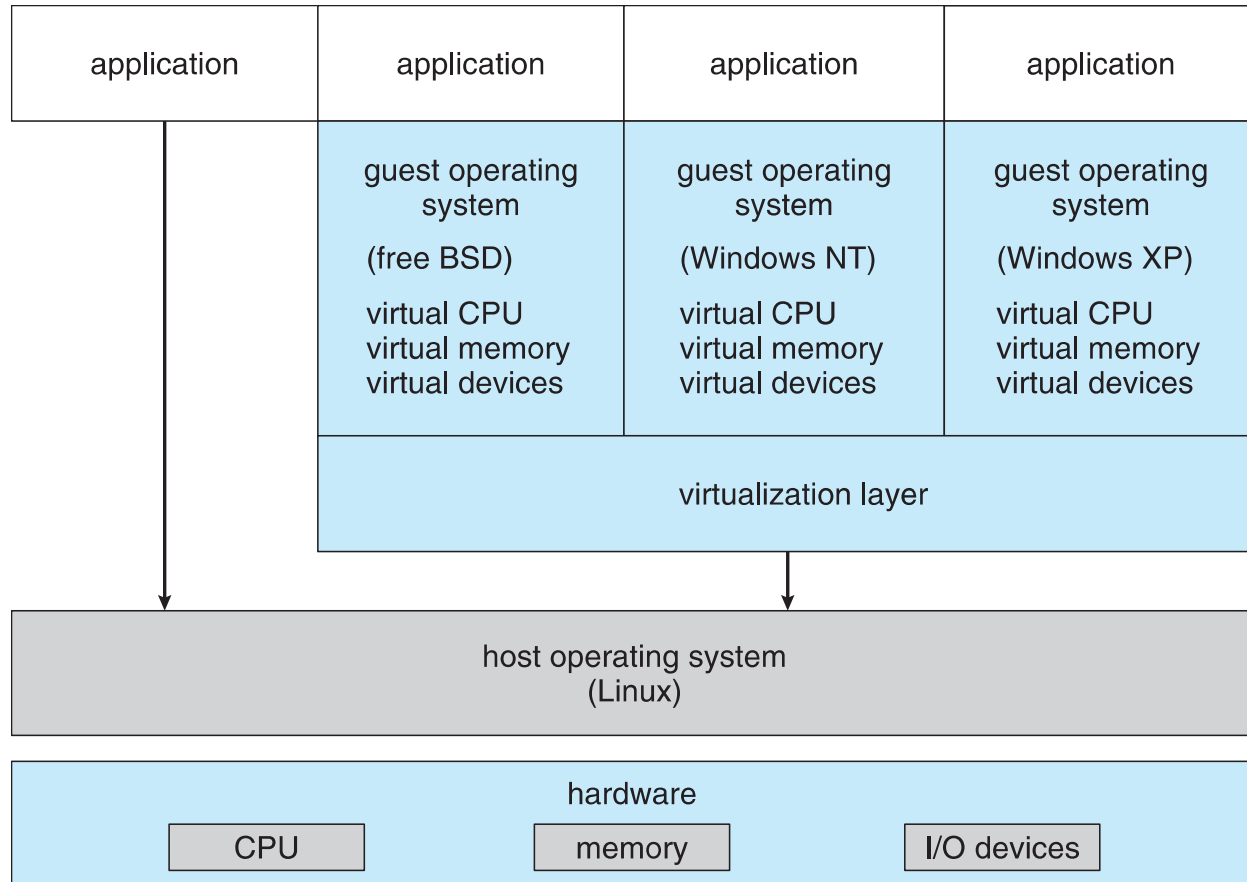 application
application
application
application
guest operating
system
(free BSD)
virtual CPU
virtual memory
virtual devices
guest operating
system
(Windows NT)
virtual CPU
virtual memory
virtual devices
guest operating
system
(Windows XP)
virtual CPU
virtual memory
virtual devices
virtualization layer
host operating system
(Linux)
hardware
CPU
memory
I/O devices